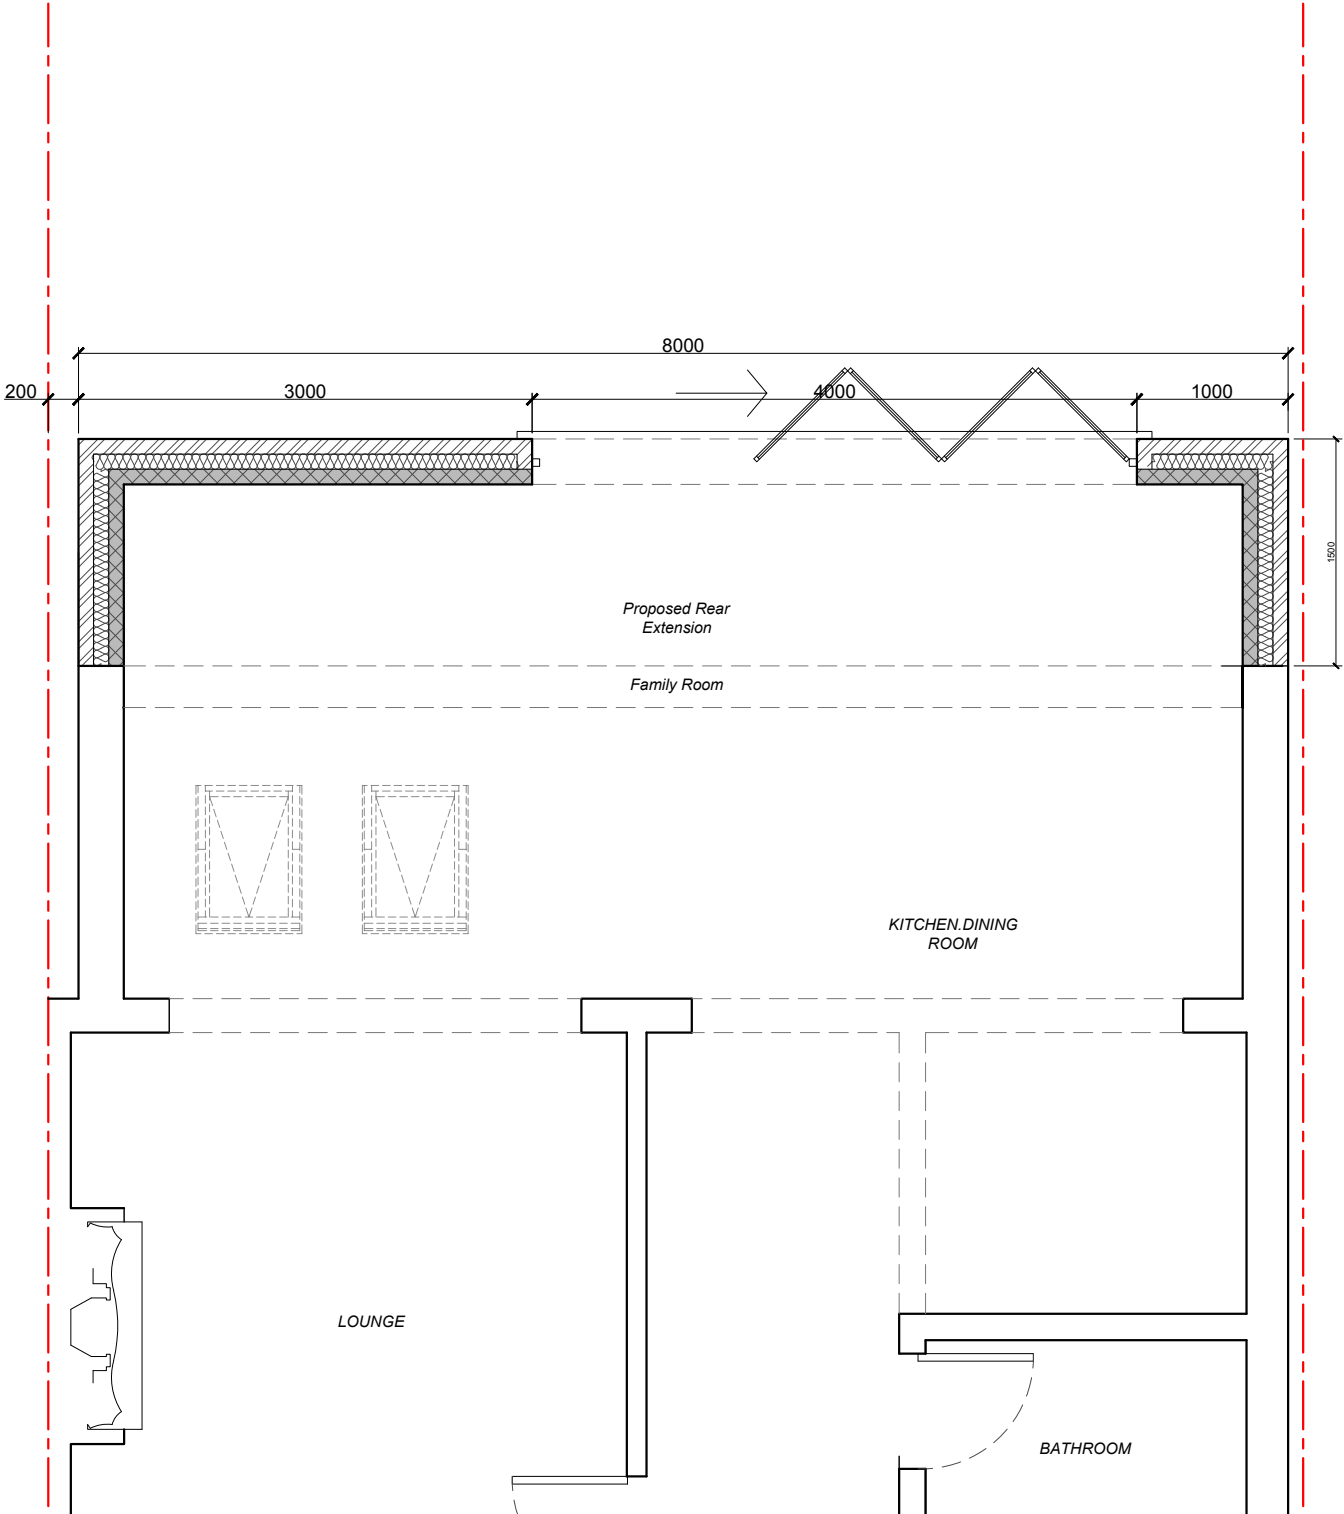 8000
200
3000
4000
1000
1500
Proposed Rear
Extension
Family Room
KITCHEN.DINING
ROOM
LOUNGE
BATHROOM